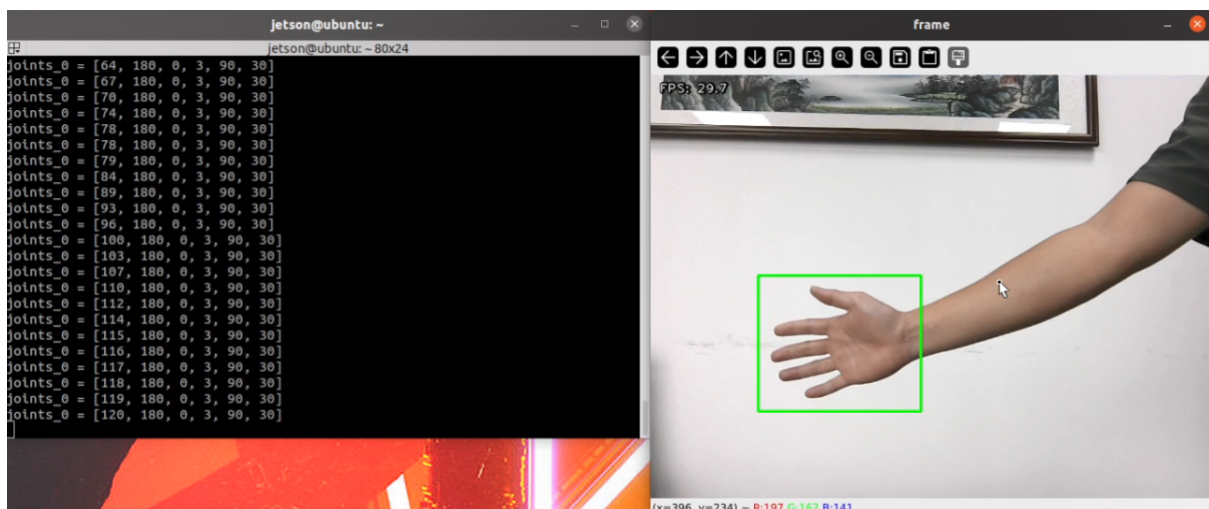 jetson@ubuntu: ~
jetson@ubuntu: ~ 80x24
joints_0 = [64, 180, 0, 3, 90, 30]
joints_0 = [67, 180, 0, 3, 90, 30]
joints_0 = [70, 180, 0, 3, 90, 30]
joints_0 = [74, 180, 0, 3, 90, 30]
joints_0 = [78, 180, 0, 3, 90, 30]
joints_0 = [78, 180, 0, 3, 90, 30]
joints_0 = [79, 180, 0, 3, 90, 30]
joints_0 = [84, 180, 0, 3, 90, 30]
joints_0 = [89, 180, 0, 3, 90, 30]
joints_0 = [93, 180, 0, 3, 90, 30]
joints_0 = [96, 180, 0, 3, 90, 30]
joints_0 = [100, 180, 0, 3, 90, 30]
joints_0 = [103, 180, 0, 3, 90, 30]
joints_0 = [107, 180, 0, 3, 90, 30]
joints_0 = [110, 180, 0, 3, 90, 30]
joints_0 = [112, 180, 0, 3, 90, 30]
joints_0 = [114, 180, 0, 3, 90, 30]
joints_0 = [115, 180, 0, 3, 90, 30]
joints_0 = [116, 180, 0, 3, 90, 30]
joints_0 = [117, 180, 0, 3, 90, 30]
joints_0 = [118, 180, 0, 3, 90, 30]
joints_0 = [119, 180, 0, 3, 90, 30]
joints_0 = [120, 180, 0, 3, 90, 30]
frame
FPS: 29.7
(x=396, y=234) ~ R:197 G:162 B:141